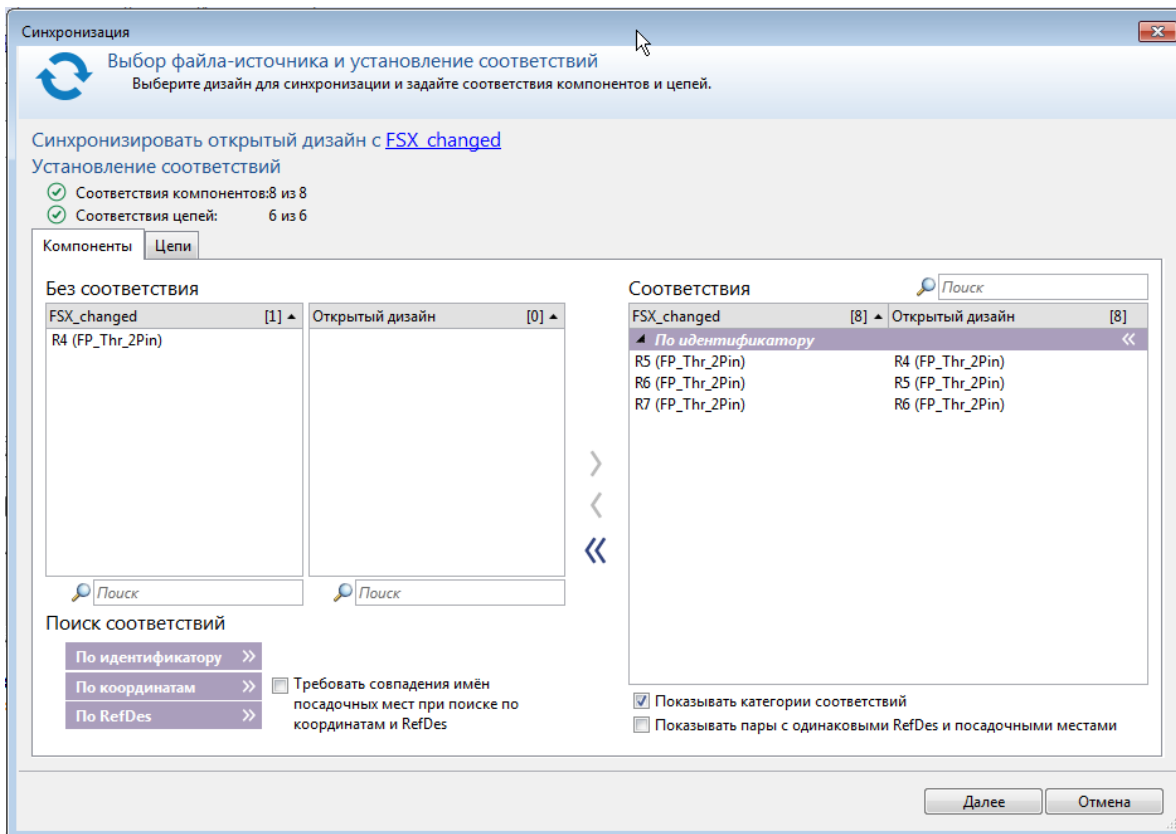 Синхронизация
Выбор файла-источника и установление соответствий
Выберите дизайн для синхронизации и задайте соответствия компонентов и цепей.
Синхронизировать открытый дизайн с FSX_changed
Установление соответствий
Соответствия компонентов:8 из 8
Соответствия цепей: 6 из 6
Компоненты Цепи
Без соответствия
FSX_changed [1] Открытый дизайн [0]
R4 (FP_Thr_2Pin)
Поиск Поиск
Поиск соответствий
По идентификатору
По координатам
По RefDes
Требовать совпадения имён
посадочных мест при поиске по
координатам и RefDes
Соответствия Поиск
FSX_changed [8] Открытый дизайн [8]
По идентификатору
R5 (FP_Thr_2Pin) R4 (FP_Thr_2Pin)
R6 (FP_Thr_2Pin) R5 (FP_Thr_2Pin)
R7 (FP_Thr_2Pin) R6 (FP_Thr_2Pin)
Показывать категории соответствий
Показывать пары с одинаковыми RefDes и посадочными местами
Далее Отмена